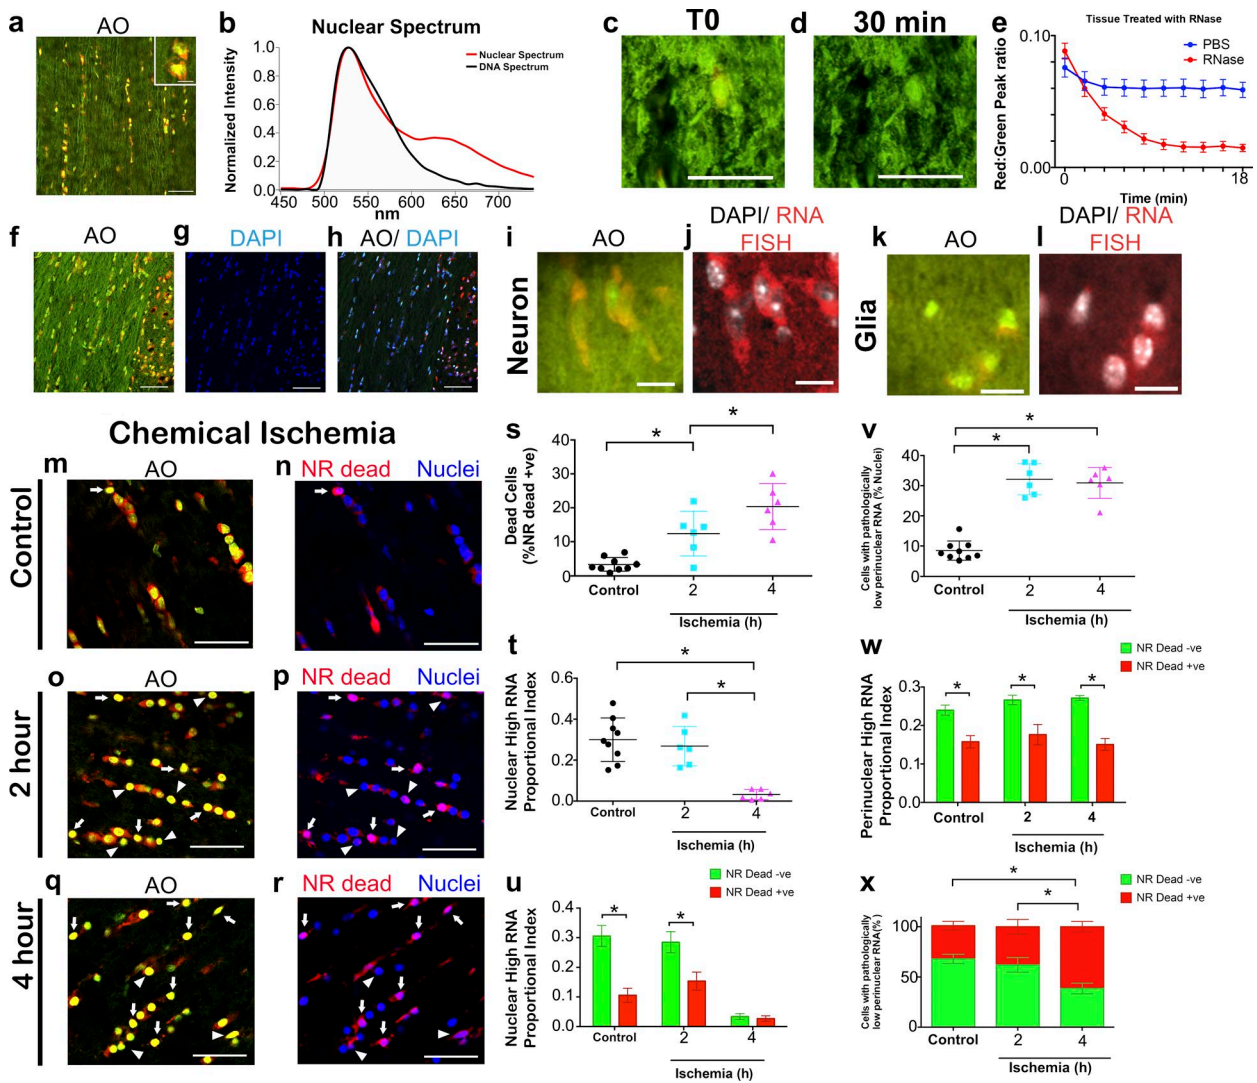 a AO
b Nuclear Spectrum
Nuclear Spectrum
DNA Spectrum
Normalized Intensity
1.0
0.8
0.6
0.4
0.2
0.0
450 500 550 600 650 700
nm
c T0
d 30 min
e Tissue Treated with RNase
PBS
RNase
Red:Green Peak ratio
0.10
0.00
0 18
Time (min)
f AO
g DAPI
h AO/ DAPI
Neuron
i AO
j DAPI/ RNA
FISH
Glia
k AO
l DAPI/ RNA
FISH
Chemical Ischemia
Control
m AO
n NR dead Nuclei
2 hour
o AO
p NR dead Nuclei
4 hour
q AO
r NR dead Nuclei
s
Dead Cells
(%NR dead +ve)
40
30
20
10
0
*
*
Control 2 4
Ischemia (h)
v
Cells with pathologically
low perinuclear RNA (% Nuclei)
40
30
20
10
0
*
*
Control 2 4
Ischemia (h)
t
Nuclear High RNA
Proportional Index
0.6
0.4
0.2
0.0
*
*
Control 2 4
Ischemia (h)
w
NR Dead -ve
NR Dead +ve
Perinuclear High RNA
Proportional Index
0.3
0.2
0.1
0.0
* * *
Control 2 4
Ischemia (h)
u
NR Dead -ve
NR Dead +ve
Nuclear High RNA
Proportional Index
0.4
0.3
0.2
0.1
0.0
* *
Control 2 4
Ischemia (h)
x
NR Dead -ve
NR Dead +ve
Cells with pathologically
low perinuclear RNA(%)
100
50
0
*
*
Control 2 4
Ischemia (h)